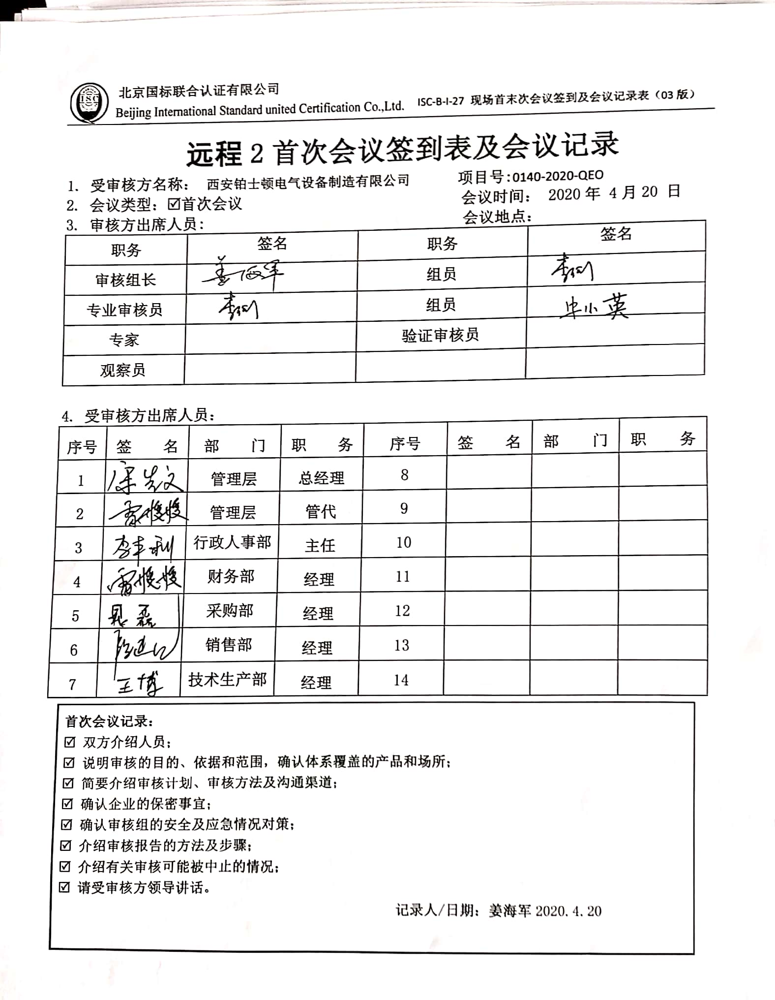 ISC
北京国标联合认证有限公司
Beijing International Standard united Certification Co.,Ltd. ISC-B-I-27 现场首末次会议签到及会议记录表（03 版）
远程 2 首次会议签到表及会议记录
1. 受审核方名称： 西安铂士顿电气设备制造有限公司 项目号:0140-2020-QEO
2. 会议类型：☑首次会议 会议时间： 2020 年 4 月 20 日
3. 审核方出席人员： 会议地点：
职务 签名 职务 签名
审核组长 姜海军 组员
专业审核员 组员 小英
专家 验证审核员
观察员
4. 受审核方出席人员：
序号 签 名 部 门 职 务 序号 签 名 部 门 职 务
1 管理层 总经理 8
2 管理层 管代 9
3 李丰利 行政人事部 主任 10
4 财务部 经理 11
5 磊 采购部 经理 12
6 销售部 经理 13
7 王博 技术生产部 经理 14
首次会议记录：
☑ 双方介绍人员；
☑ 说明审核的目的、依据和范围，确认体系覆盖的产品和场所；
☑ 简要介绍审核计划、审核方法及沟通渠道；
☑ 确认企业的保密事宜；
☑ 确认审核组的安全及应急情况对策；
☑ 介绍审核报告的方法及步骤；
☑ 介绍有关审核可能被中止的情况；
☑ 请受审核方领导讲话。
记录人/日期：姜海军 2020.4.20